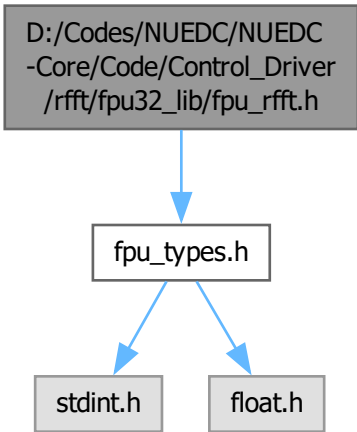 D:/Codes/NUEDC/NUEDC
-Core/Code/Control_Driver
/rfft/fpu32_lib/fpu_rfft.h
fpu_types.h
stdint.h
float.h